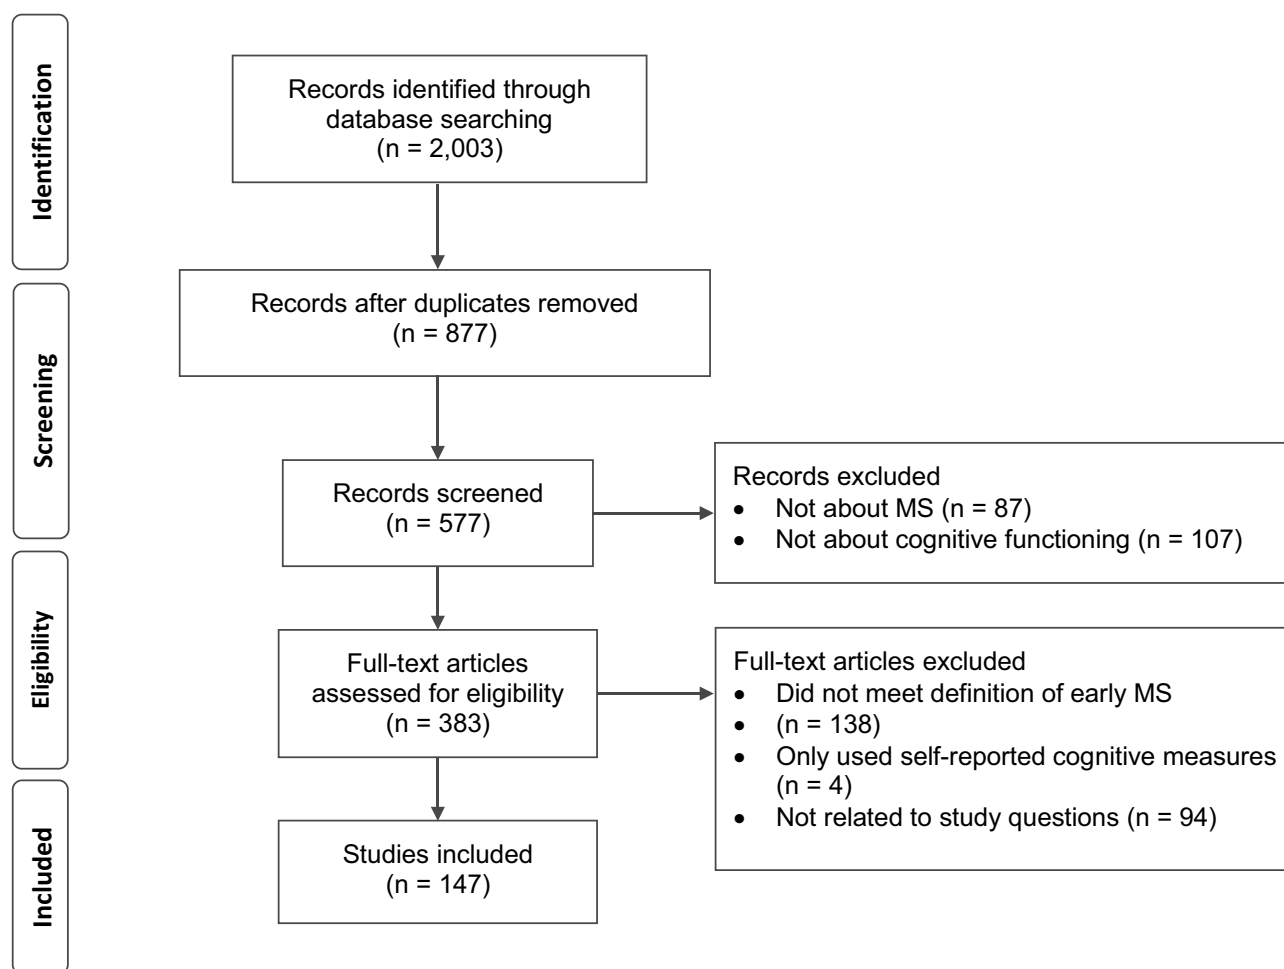 Identification
Records identified through
database searching
(n = 2,003)
Screening
Records after duplicates removed
(n = 877)
Records screened
(n = 577)
Records excluded
• Not about MS (n = 87)
• Not about cognitive functioning (n = 107)
Eligibility
Full-text articles
assessed for eligibility
(n = 383)
Full-text articles excluded
• Did not meet definition of early MS
• (n = 138)
• Only used self-reported cognitive measures
(n = 4)
• Not related to study questions (n = 94)
Included
Studies included
(n = 147)